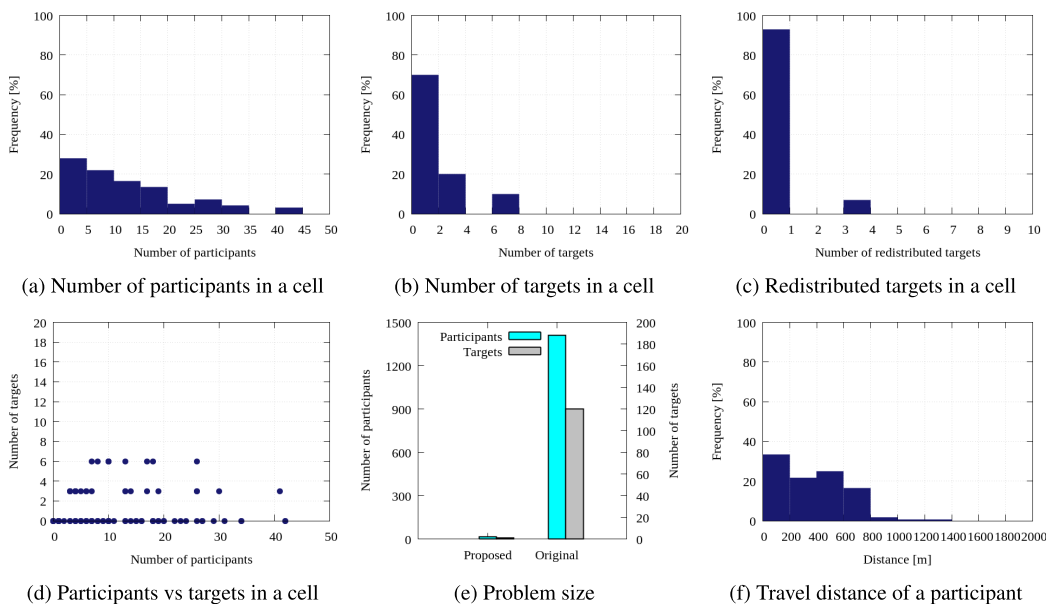 100
80
60
40
20
0
Frequency [%]
0 5 10 15 20 25 30 35 40 45 50
Number of participants
(a) Number of participants in a cell
100
80
60
40
20
0
Frequency [%]
0 2 4 6 8 10 12 14 16 18 20
Number of targets
(b) Number of targets in a cell
100
80
60
40
20
0
Frequency [%]
0 1 2 3 4 5 6 7 8 9 10
Number of redistributed targets
(c) Redistributed targets in a cell
20
18
16
14
12
10
8
6
4
2
0
Number of targets
0 10 20 30 40 50
Number of participants
(d) Participants vs targets in a cell
1500
1200
900
600
300
0
Number of participants
Participants
Targets
200
180
160
140
120
100
80
60
40
20
0
Number of targets
Proposed Original
(e) Problem size
100
80
60
40
20
0
Frequency [%]
0 200 400 600 800 1000 1200 1400 1600 1800 2000
Distance [m]
(f) Travel distance of a participant